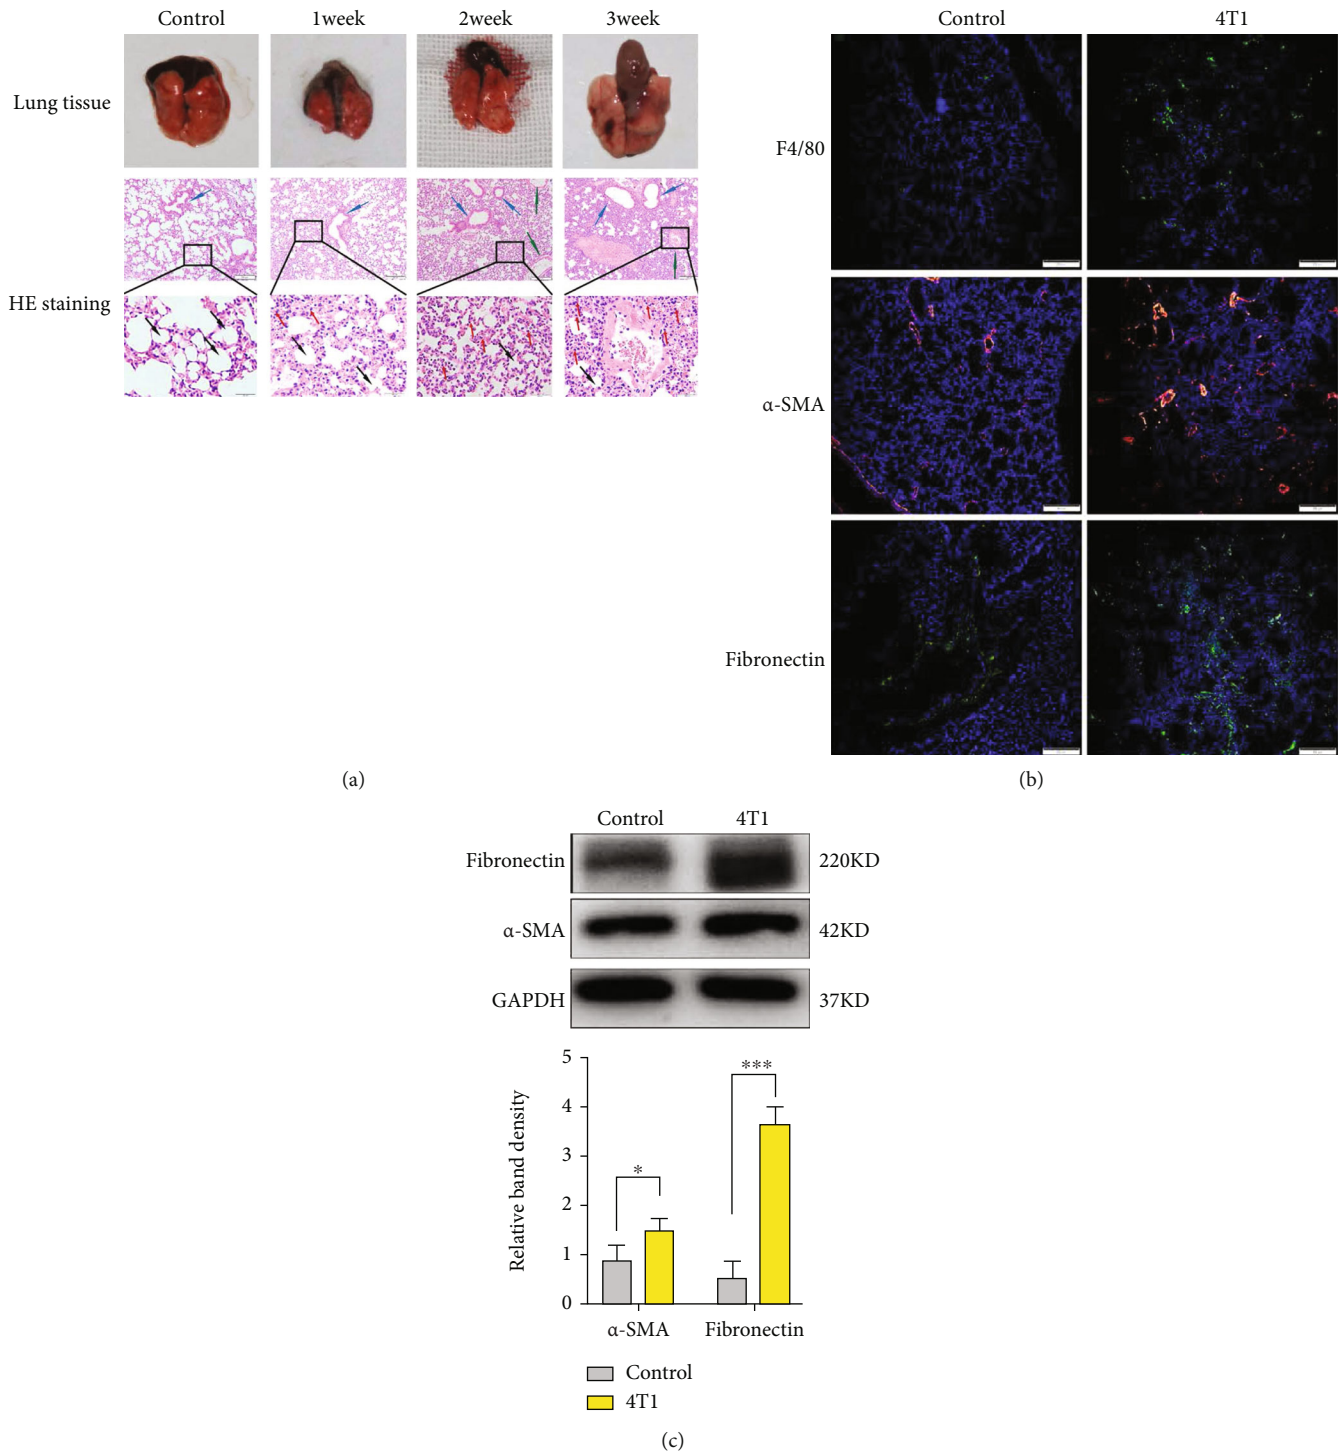 Control 1week 2week 3week
Lung tissue
HE staining
(a)
Control 4T1
F4/80
α-SMA
Fibronectin
(b)
Control 4T1
Fibronectin 220KD
α-SMA 42KD
GAPDH 37KD
Relative band density
5
4
3
2
1
0
*
***
α-SMA Fibronectin
Control
4T1
(c)